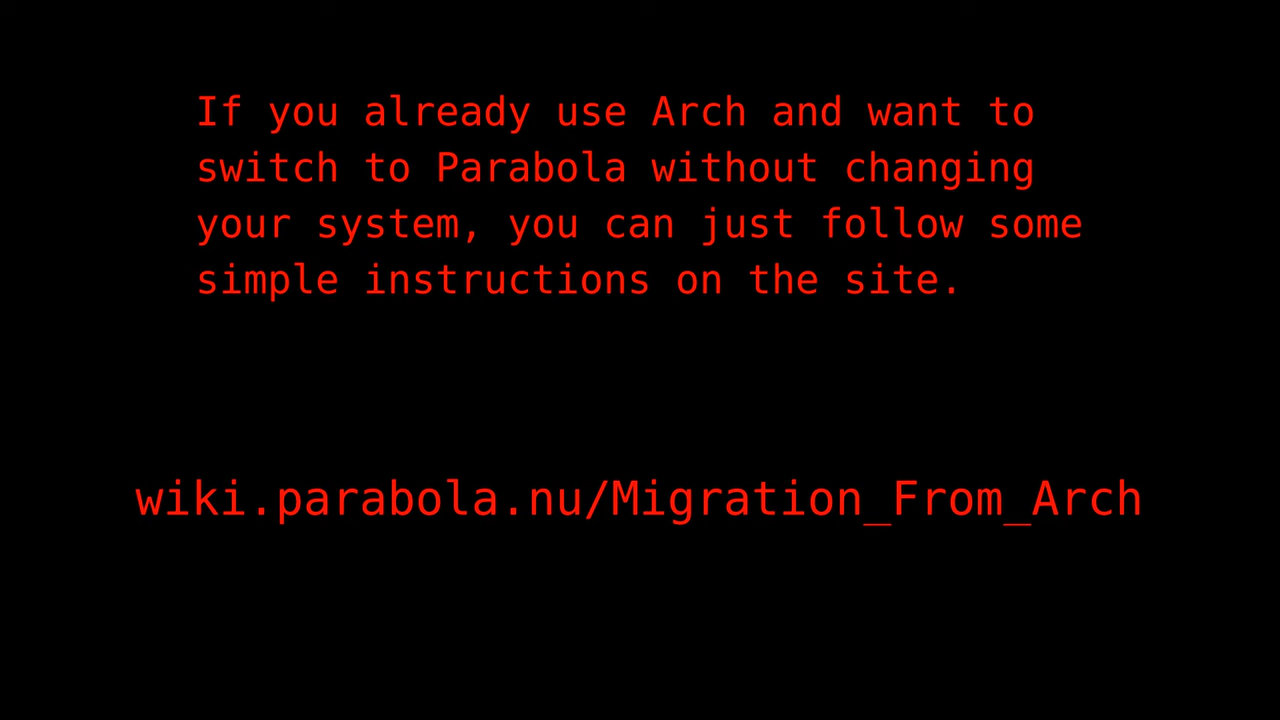 If you already use Arch and want to
switch to Parabola without changing
your system, you can just follow some
simple instructions on the site.
wiki.parabola.nu/Migration_From_Arch